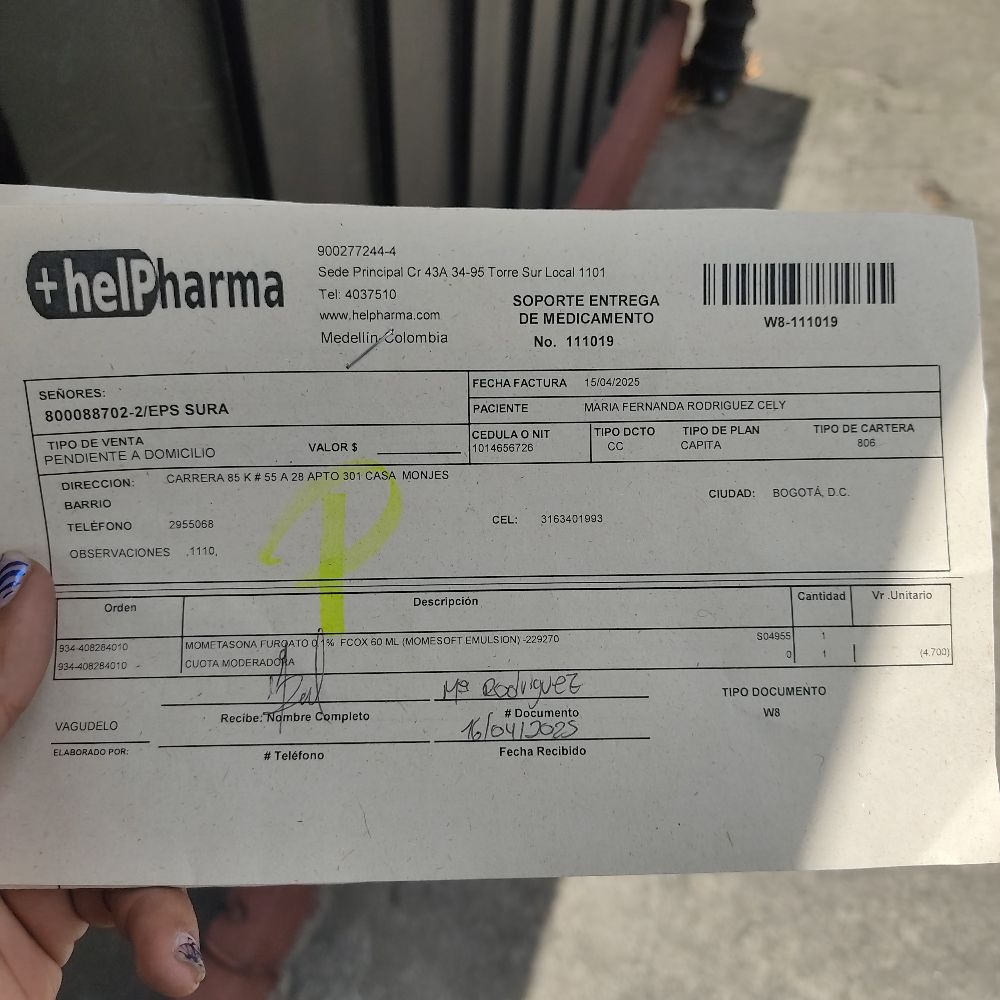 +helPharma
900277244-4
Sede Principal Cr 43A 34-95 Torre Sur Local 1101
Tel: 4037510
www.helpharma.com
Medellín-Colombia
SOPORTE ENTREGA
DE MEDICAMENTO
No. 111019
W8-111019
SEÑORES:
800088702-2/EPS SURA
FECHA FACTURA 15/04/2025
PACIENTE MARIA FERNANDA RODRIGUEZ CELY
TIPO DE VENTA
PENDIENTE A DOMICILIO VALOR $
CEDULA O NIT TIPO DCTO TIPO DE PLAN TIPO DE CARTERA
1014656726 CC CAPITA 806
DIRECCION: CARRERA 85 K # 55 A 28 APTO 301 CASA MONJES
BARRIO CIUDAD: BOGOTÁ, D.C.
TELÉFONO 2955068 CEL: 3163401993
OBSERVACIONES ,1110,
P
Orden Descripción Cantidad Vr .Unitario
934-408284010 MOMETASONA FUROATO 0,1% FCOX 60 ML (MOMESOFT EMULSION) -229270 S04955 1
934-408284010 - CUOTA MODERADORA 0 1 (4.700)
Mª Rodriguez
Recibe: Nombre Completo # Documento
TIPO DOCUMENTO
W8
VAGUDELO
16/04/2025
ELABORADO POR: # Teléfono Fecha Recibido